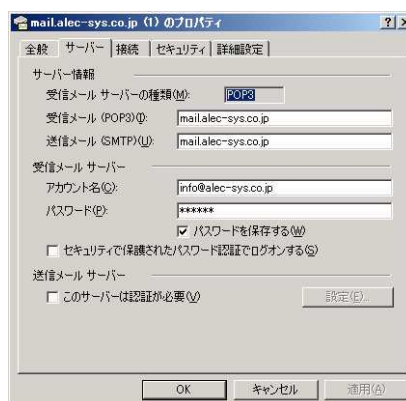 mail.alec-sys.co.jp (1) のプロパティ
全般 サーバー 接続 セキュリティ 詳細設定
サーバー情報
受信メール サーバーの種類(M): POP3
受信メール (POP3)(I): mail.alec-sys.co.jp
送信メール (SMTP)(U): mail.alec-sys.co.jp
受信メール サーバー
アカウント名(C): info@alec-sys.co.jp
パスワード(P): ******
パスワードを保存する(W)
セキュリティで保護されたパスワード認証でログオンする(S)
送信メール サーバー
このサーバーは認証が必要(V) 設定(E)...
OK キャンセル 適用(A)